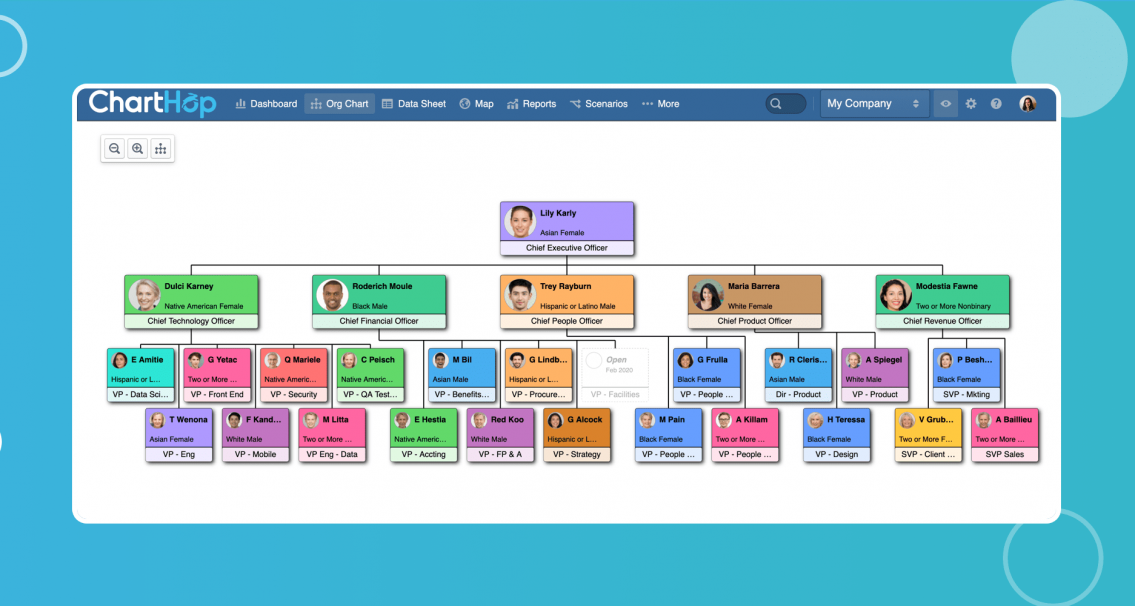 ChartHop
Dashboard
Org Chart
Data Sheet
Map
Reports
Scenarios
More
My Company
Lily Karly
Asian Female
Chief Executive Officer
Dulci Karney
Native American Female
Chief Technology Officer
Roderich Moule
Black Male
Chief Financial Officer
Trey Rayburn
Hispanic or Latino Male
Chief People Officer
Maria Barrera
White Female
Chief Product Officer
Modestia Fawne
Two or More Nonbinary
Chief Revenue Officer
E Amitie
Hispanic or L...
VP - Data Sci...
G Yetac
Two or More ...
VP - Front End
Q Mariele
Native Americ...
VP - Security
C Peisch
Native Americ...
VP - QA Test...
M Bil
Asian Male
VP - Benefits...
G Lindb...
Hispanic or L...
VP - Procure...
Open
Feb 2020
VP - Facilities
G Frulla
Black Female
VP - People ...
R Cleris...
Asian Male
Dir - Product
A Spiegel
White Male
VP - Product
P Besh...
Black Female
SVP - Mkting
T Wenona
Asian Female
VP - Eng
F Kand...
White Male
VP - Mobile
M Litta
Two or More ...
VP Eng - Data
E Hestia
Native Americ...
VP - Accting
Red Koo
White Male
VP - FP & A
G Alcock
Hispanic or L...
VP - Strategy
M Pain
Black Female
VP - People ...
A Killam
Two or More ...
VP - People ...
H Teressa
Black Female
VP - Design
V Grub...
Two or More F...
SVP - Client ...
A Baillieu
Two or More ...
SVP Sales